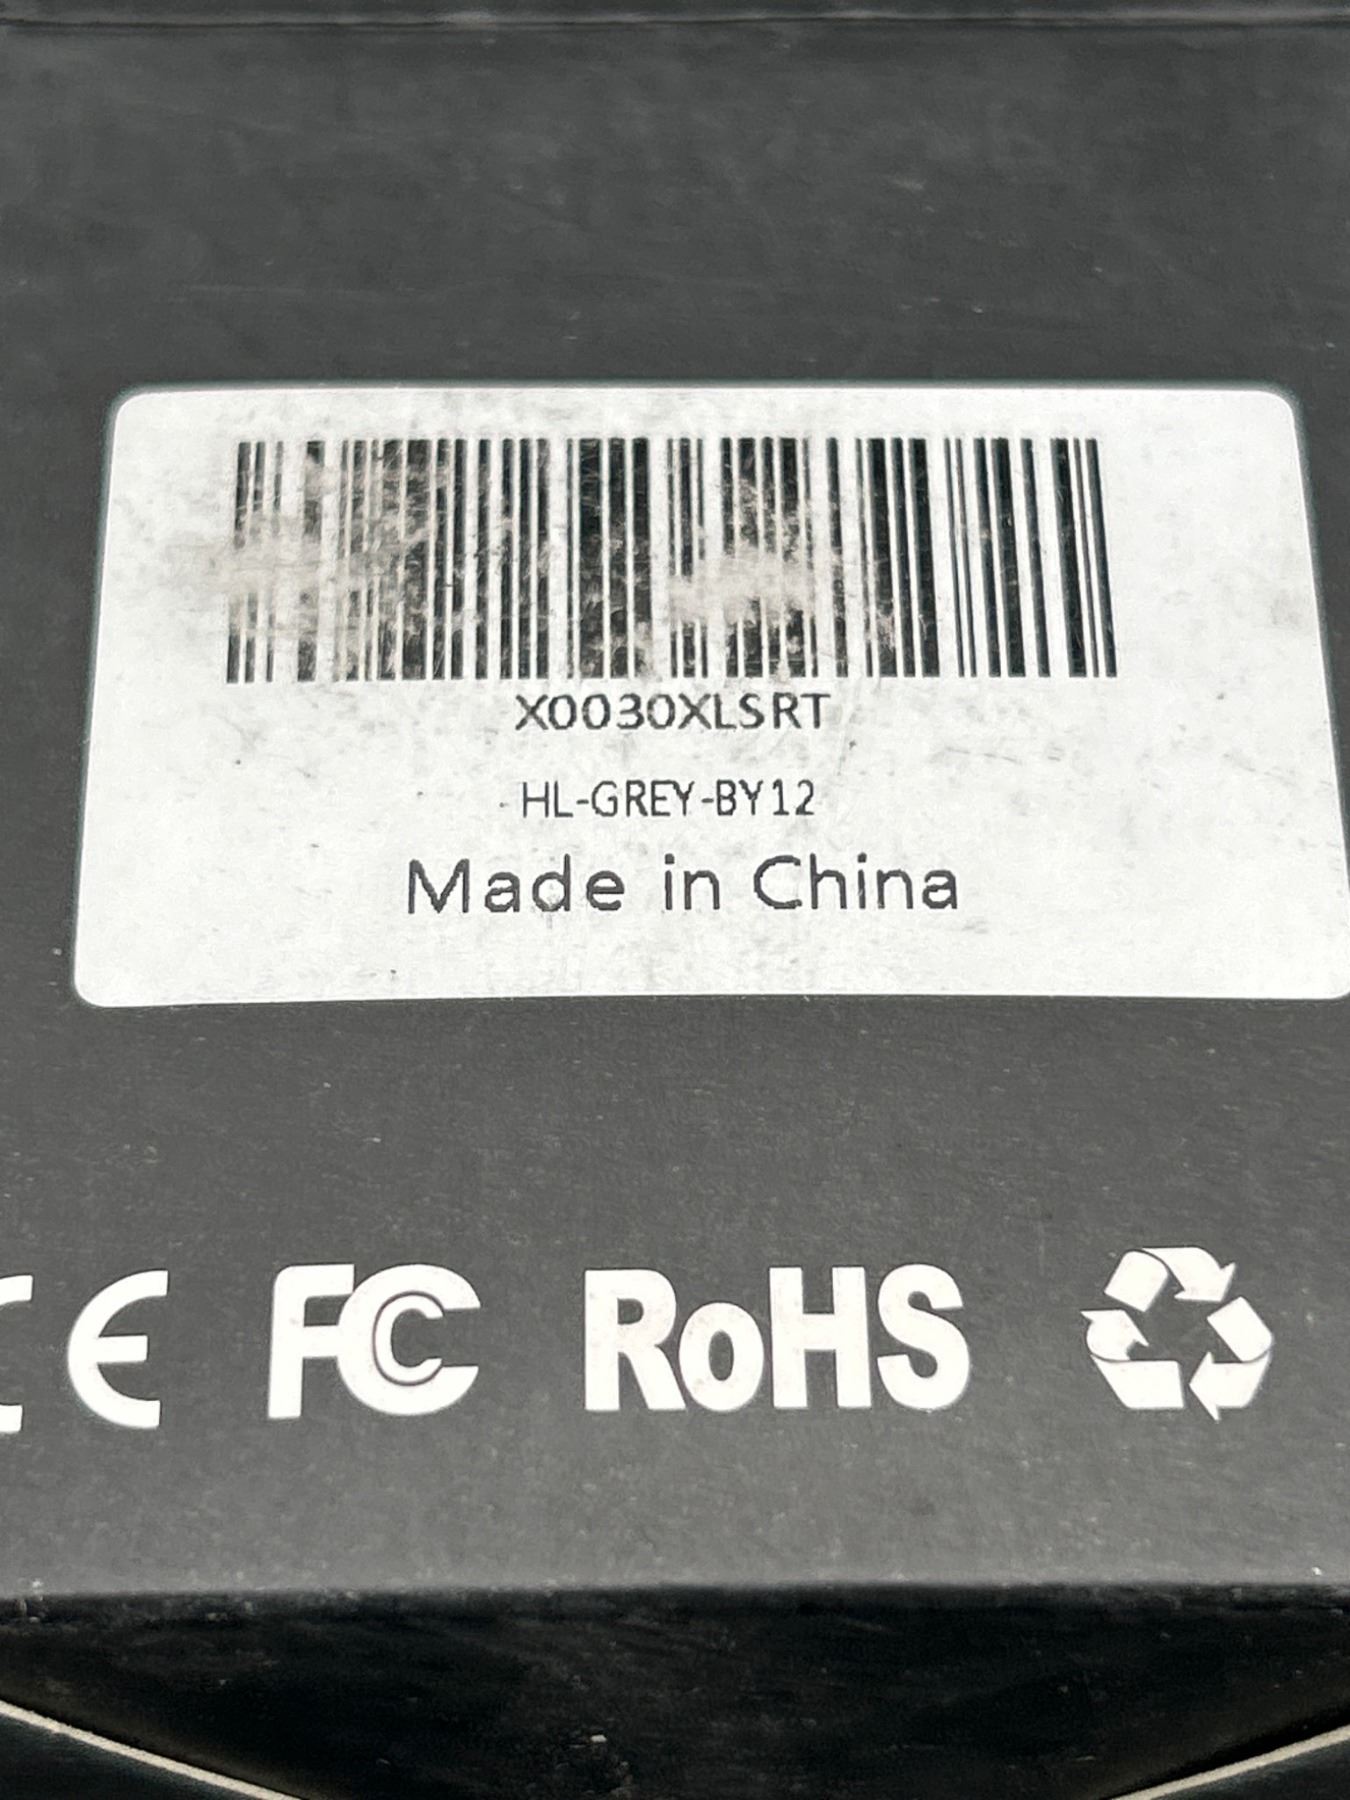 X0030XLSRT
HL-GREY-BY12
Made in China
CE FC RoHS